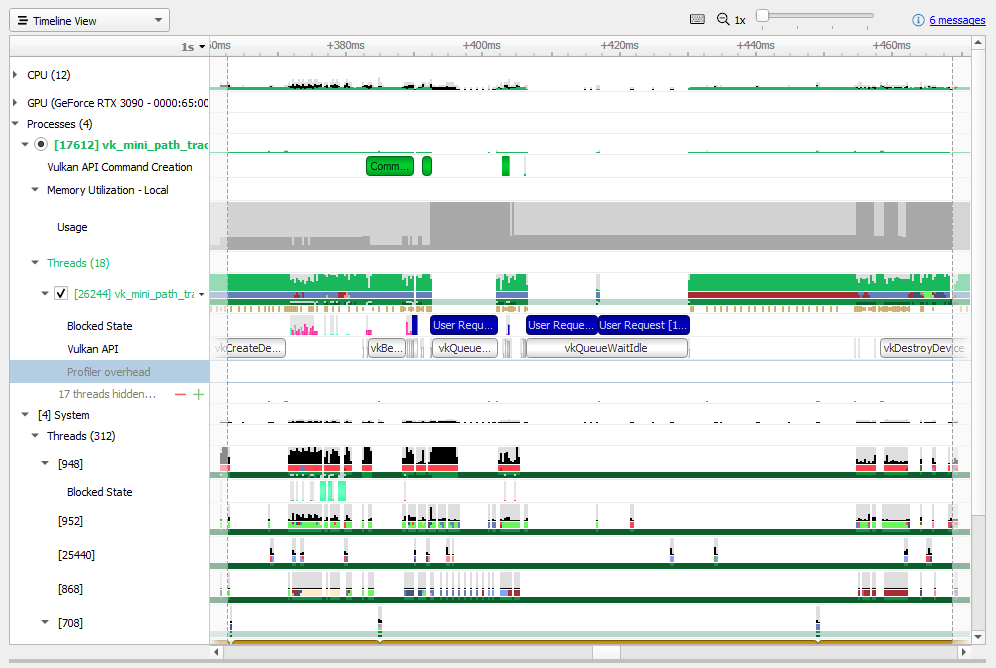 Timeline View
1x
6 messages
1s
50ms +380ms +400ms +420ms +440ms +460ms
CPU (12)
GPU (GeForce RTX 3090 - 0000:65:00
Processes (4)
[17612] vk_mini_path_trac
Vulkan API Command Creation
Comm...
Memory Utilization - Local
Usage
Threads (18)
[26244] vk_mini_path_tra
Blocked State
User Requ... User Reque... User Request [1...
Vulkan API
vkCreateDe... vkBe... vkQueue... vkQueueWaitIdle vkDestroyDevice
Profiler overhead
17 threads hidden...
[4] System
Threads (312)
[948]
Blocked State
[952]
[25440]
[868]
[708]